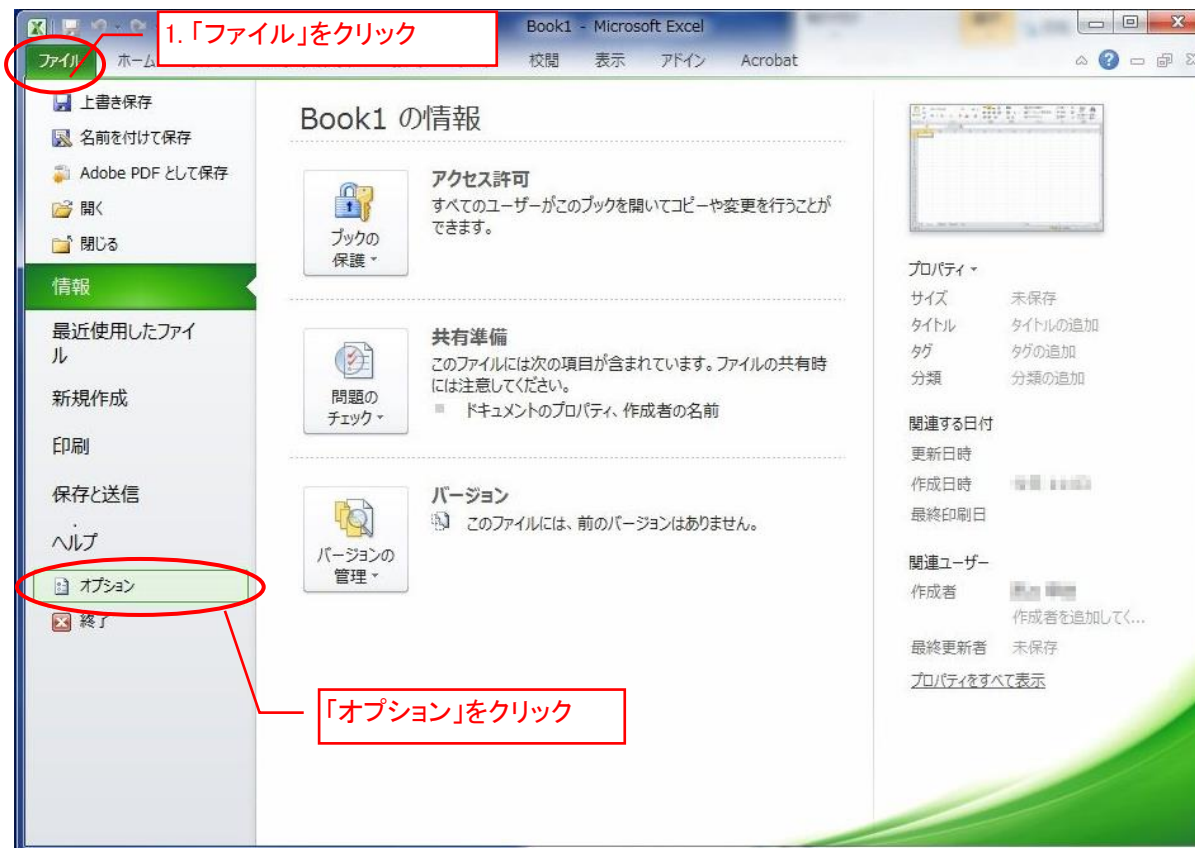 1.「ファイル」をクリック
Book1 - Microsoft Excel
ファイル
ホーム
校閲
表示
アドイン
Acrobat
上書き保存
名前を付けて保存
Adobe PDF として保存
開く
閉じる
情報
最近使用したファイ
ル
新規作成
印刷
保存と送信
ヘルプ
オプション
終了
Book1 の情報
ブックの
保護
アクセス許可
すべてのユーザーがこのブックを開いてコピーや変更を行うことが
できます。
問題の
チェック
共有準備
このファイルには次の項目が含まれています。ファイルの共有時
には注意してください。
ドキュメントのプロパティ、作成者の名前
バージョンの
管理
バージョン
このファイルには、前のバージョンはありません。
「オプション」をクリック
プロパティ
サイズ 未保存
タイトル タイトルの追加
タグ タグの追加
分類 分類の追加
関連する日付
更新日時
作成日時
最終印刷日
関連ユーザー
作成者
作成者を追加してく...
最終更新者 未保存
プロパティをすべて表示